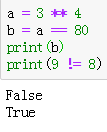 a = 3 ** 4
b = a == 80
print(b)
print(9 != 8)
False
True